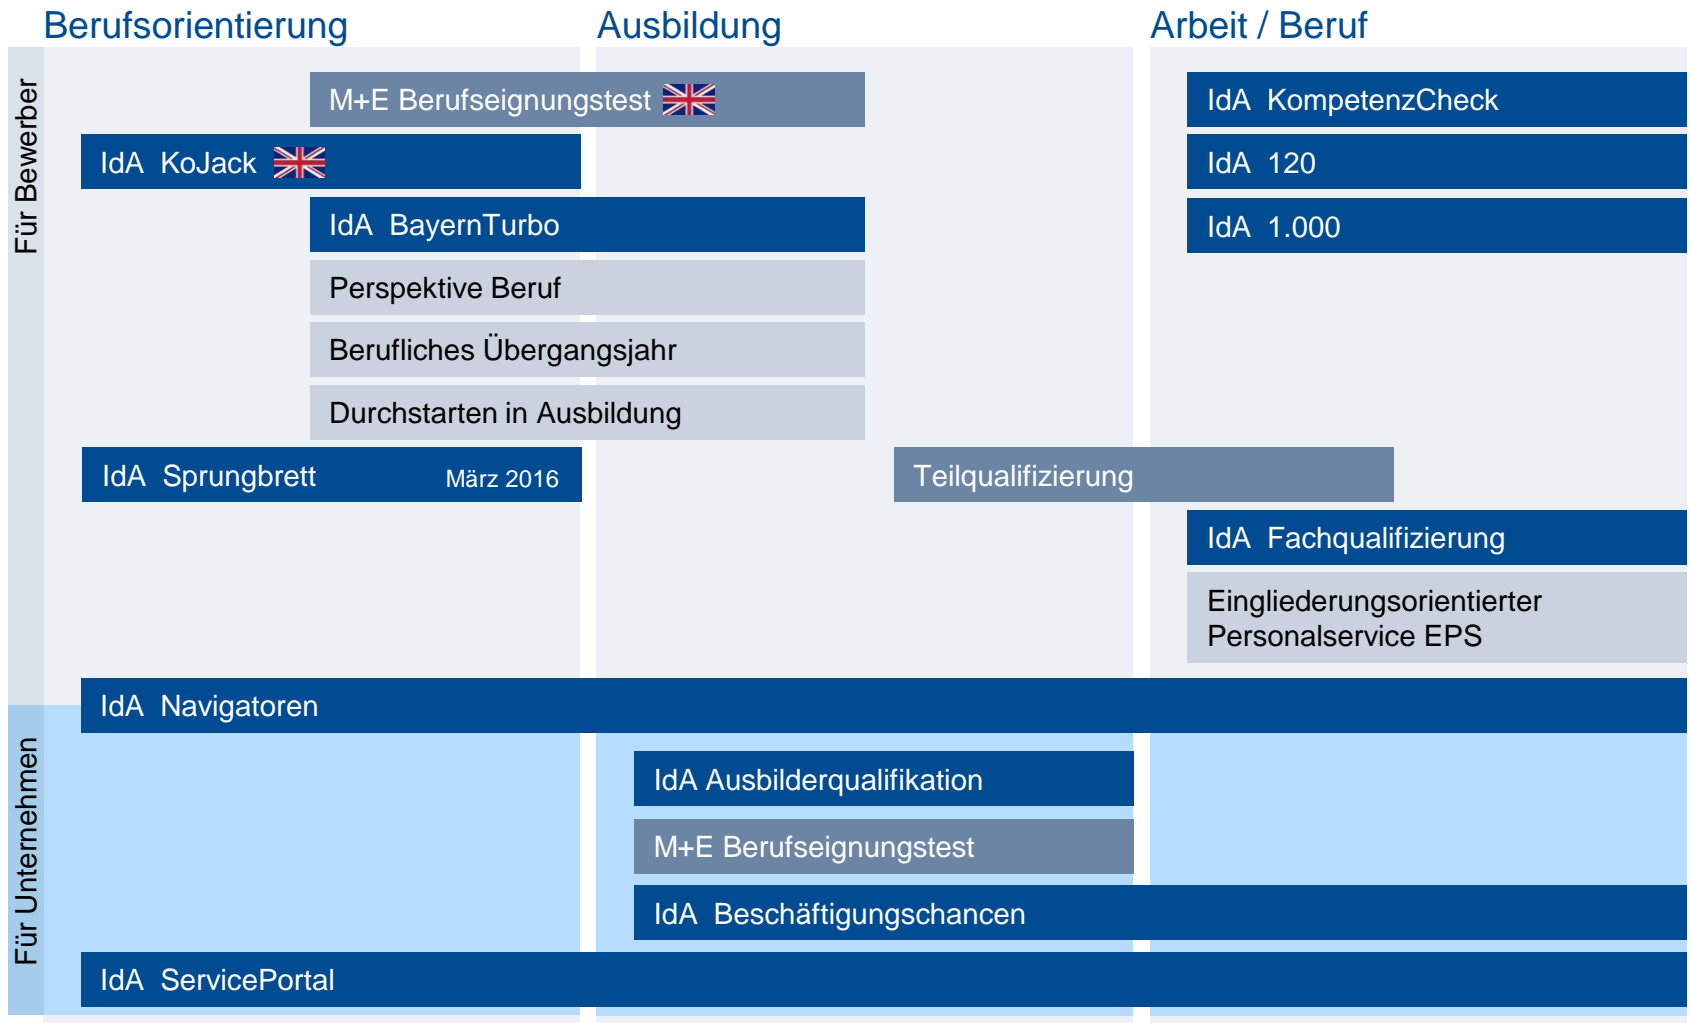 Berufsorientierung
Ausbildung
Arbeit / Beruf
Für Bewerber
M+E Berufseignungstest
IdA KompetenzCheck
IdA KoJack
IdA 120
IdA BayernTurbo
IdA 1.000
Perspektive Beruf
Berufliches Übergangsjahr
Durchstarten in Ausbildung
IdA Sprungbrett März 2016
Teilqualifizierung
IdA Fachqualifizierung
Eingliederungsorientierter
Personalservice EPS
IdA Navigatoren
Für Unternehmen
IdA Ausbilderqualifikation
M+E Berufseignungstest
IdA Beschäftigungschancen
IdA ServicePortal